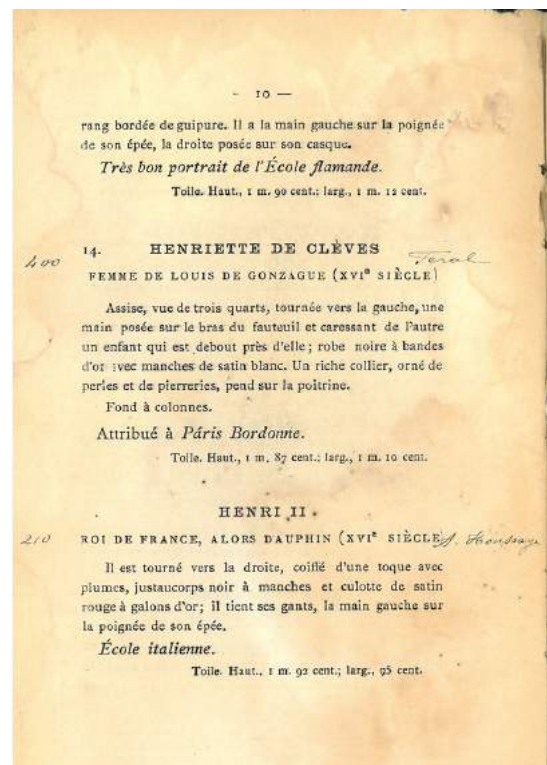 - 10 —
rang bordée de guipure. Il a la main gauche sur la poignée
de son épée, la droite posée sur son casque.
Très bon portrait de l'École flamande.
Toile. Haut., 1 m. 90 cent.; larg., 1 m. 12 cent.
400
14. HENRIETTE DE CLÈVES
Feral
FEMME DE LOUIS DE GONZAGUE (XVIe SIÈCLE)
Assise, vue de trois quarts, tournée vers la gauche, une
main posée sur le bras du fauteuil et caressant de l'autre
un enfant qui est debout près d'elle; robe noire à bandes
d'or avec manches de satin blanc. Un riche collier, orné de
perles et de pierreries, pend sur la poitrine.
Fond à colonnes.
Attribué à Pâris Bordonne.
Toile. Haut., 1 m. 87 cent.; larg., 1 m. 10 cent.
HENRI II
210 ROI DE FRANCE, ALORS DAUPHIN (XVIe SIÈCLE) A. Houssaye
Il est tourné vers la droite, coiffé d'une toque avec
plumes, justaucorps noir à manches et culotte de satin
rouge à galons d'or; il tient ses gants, la main gauche sur
la poignée de son épée.
École italienne.
Toile. Haut., 1 m. 92 cent.; larg., 95 cent.